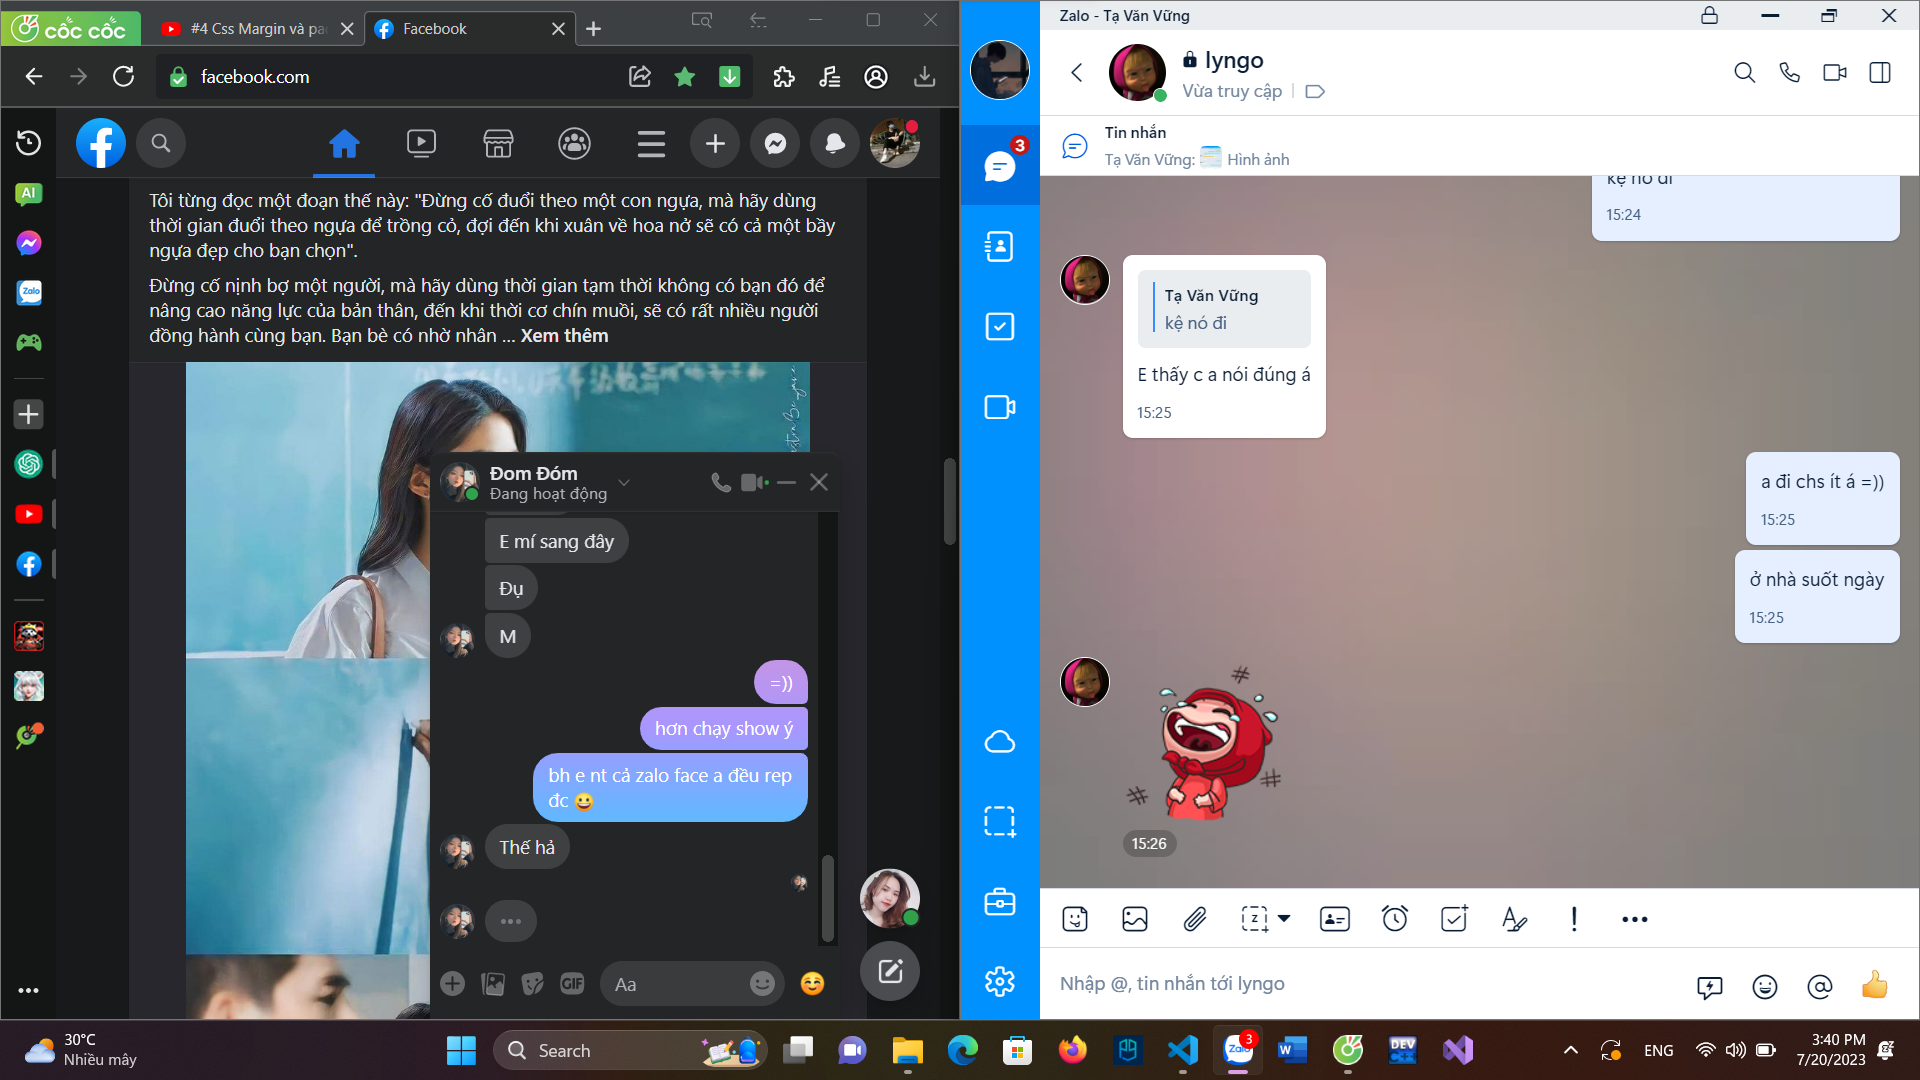 cốc cốc
#4 Css Margin và pa
Facebook
facebook.com
AI
Zalo
Tôi từng đọc một đoạn thế này: "Đừng cố đuổi theo một con ngựa, mà hãy dùng
thời gian đuổi theo ngựa để trồng cỏ, đợi đến khi xuân về hoa nở sẽ có cả một bầy
ngựa đẹp cho bạn chọn".
Đừng cố nịnh bợ một người, mà hãy dùng thời gian tạm thời không có bạn đó để
nâng cao năng lực của bản thân, đến khi thời cơ chín muồi, sẽ có rất nhiều người
đồng hành cùng bạn. Bạn bè có nhờ nhân ... Xem thêm
Đom Đóm
Đang hoạt động
E mí sang đây
Đụ
M
=))
hơn chạy show ý
bh e nt cả zalo face a đều rep
đc 😀
Thế hả
GIF
Aa
Zalo - Tạ Văn Vững
lyngo
Vừa truy cập
3
Tin nhắn
Tạ Văn Vững: Hình ảnh
kệ nó đi
15:24
Tạ Văn Vững
kệ nó đi
E thấy c a nói đúng á
15:25
a đi chs ít á =))
15:25
ở nhà suốt ngày
15:25
15:26
Nhập @, tin nhắn tới lyngo
30°C
Nhiều mây
Search
Zalo
3
W
DEV
C++
ENG
3:40 PM
7/20/2023